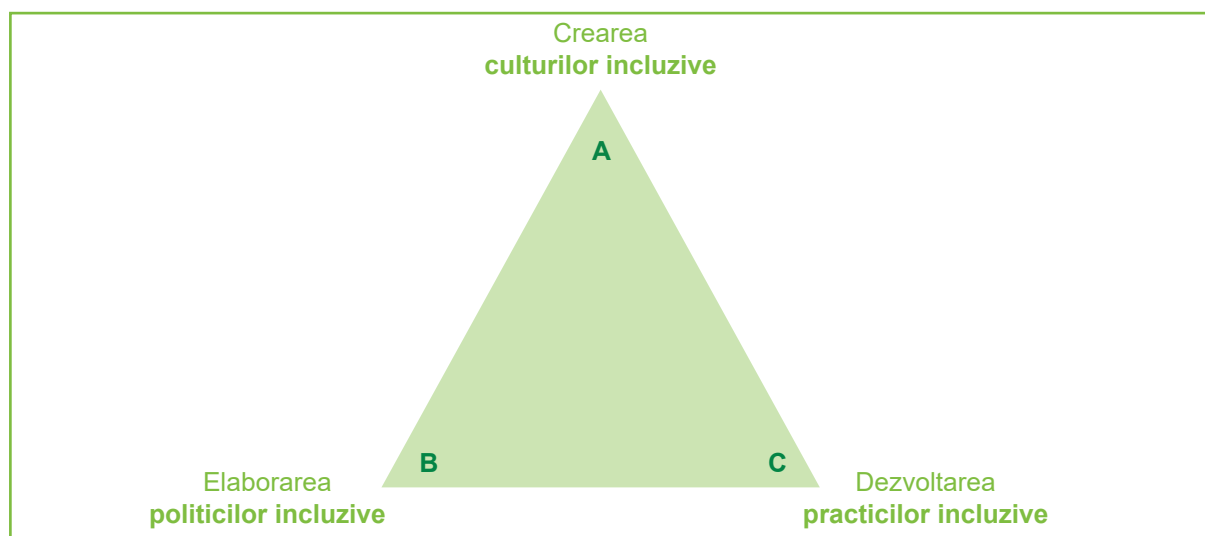 Crearea
culturilor incluzive
A
B
C
Elaborarea
politicilor incluzive
Dezvoltarea
practicilor incluzive